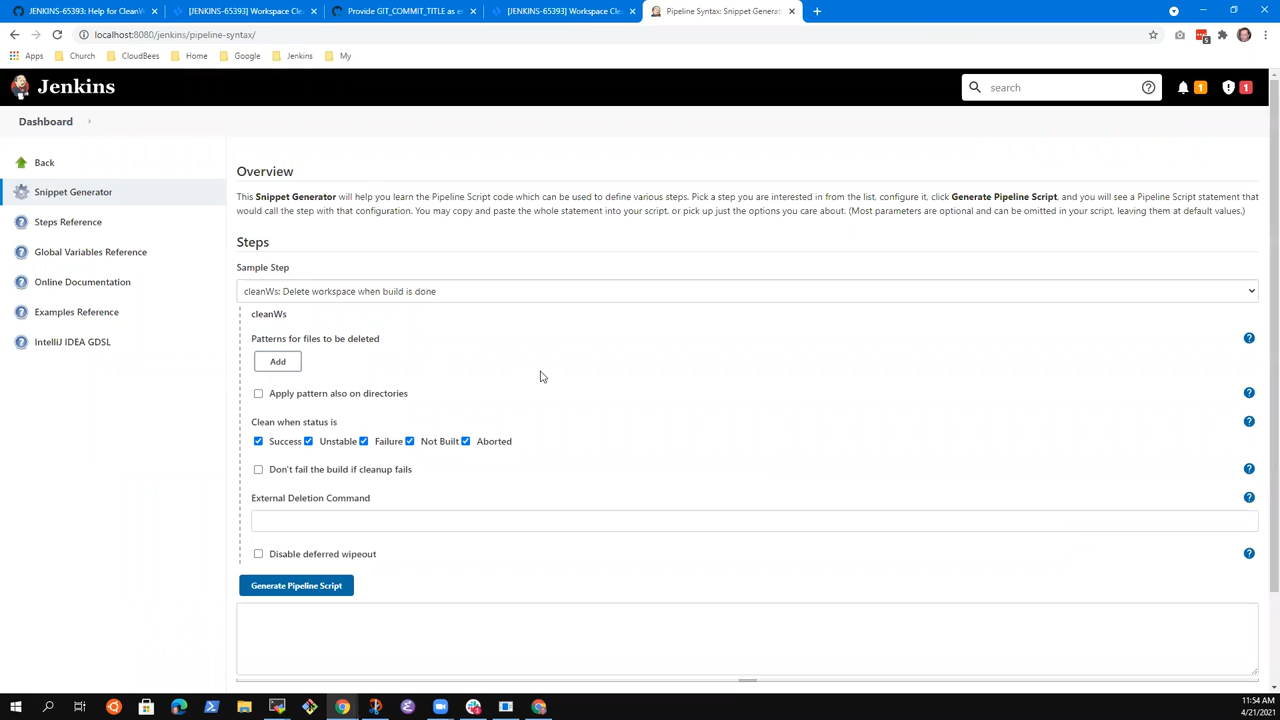 JENKINS-65393: Help for CleanW
[JENKINS-65393] Workspace Cle
Provide GIT_COMMIT_TITLE as e
[JENKINS-65393] Workspace Cle
Pipeline Syntax: Snippet Generat
localhost:8080/jenkins/pipeline-syntax/
5
Apps
Church
CloudBees
Home
Google
Jenkins
My
Jenkins
search
1
1
Dashboard
Back
Snippet Generator
Steps Reference
Global Variables Reference
Online Documentation
Examples Reference
IntelliJ IDEA GDSL
Overview
This Snippet Generator will help you learn the Pipeline Script code which can be used to define various steps. Pick a step you are interested in from the list, configure it, click Generate Pipeline Script, and you will see a Pipeline Script statement that
would call the step with that configuration. You may copy and paste the whole statement into your script, or pick up just the options you care about. (Most parameters are optional and can be omitted in your script, leaving them at default values.)
Steps
Sample Step
cleanWs: Delete workspace when build is done
cleanWs
Patterns for files to be deleted
Add
Apply pattern also on directories
Clean when status is
Success Unstable Failure Not Built Aborted
Don't fail the build if cleanup fails
External Deletion Command
Disable deferred wipeout
Generate Pipeline Script
11:54 AM
4/21/2021